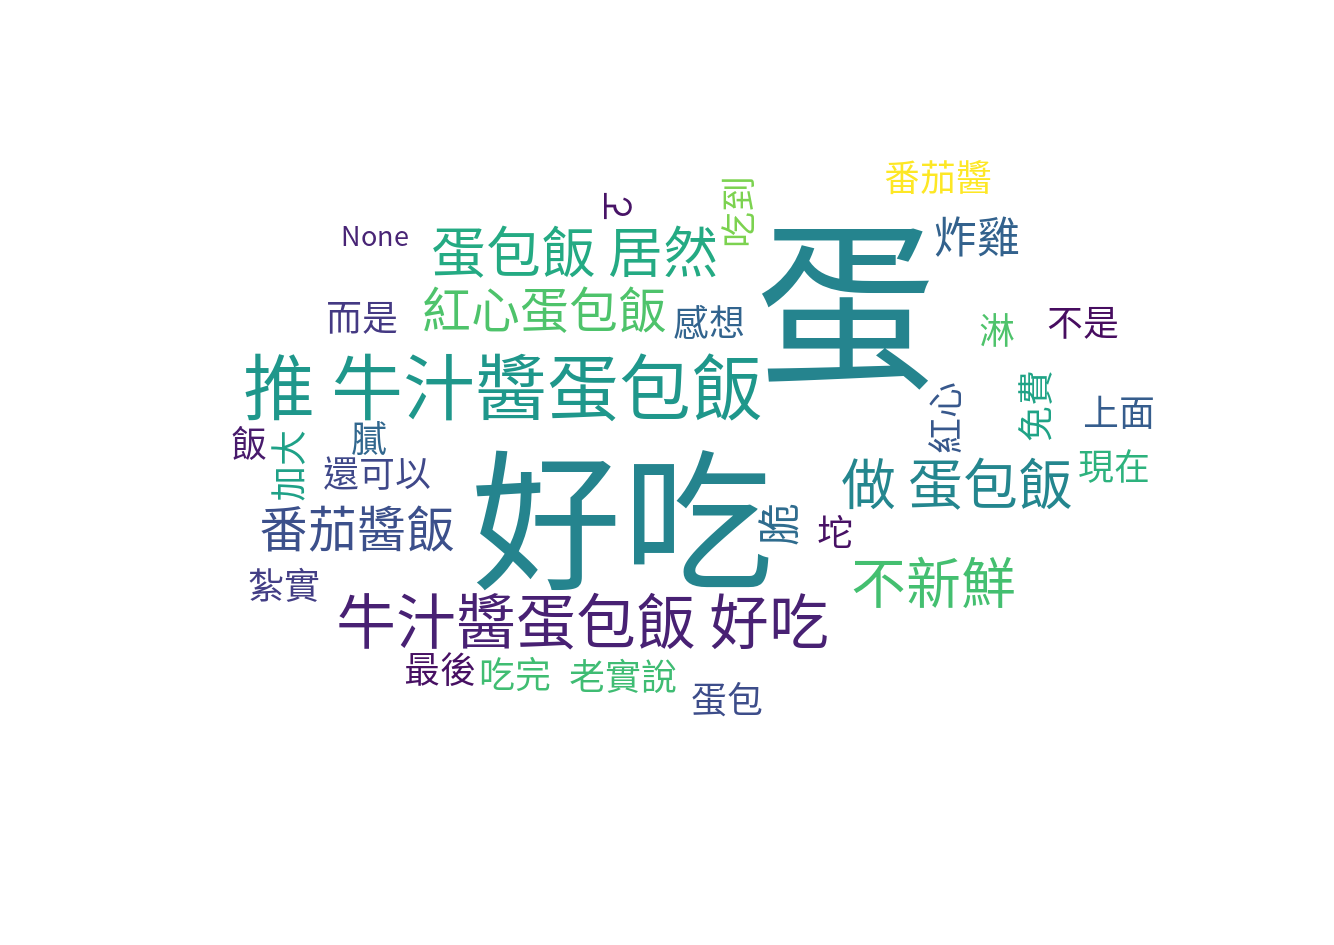 番茄醬
ㄗ
吃到
炸雞
None
蛋包飯 居然
蛋
紅心蛋包飯
而是
感想
淋
不是
推 牛汁醬蛋包飯
紅心
免費
上面
飯
加大
膩
還可以
好吃
做 蛋包飯
現在
番茄醬飯
脆
坨
紮實
不新鮮
牛汁醬蛋包飯 好吃
最後
吃完
老實說
蛋包